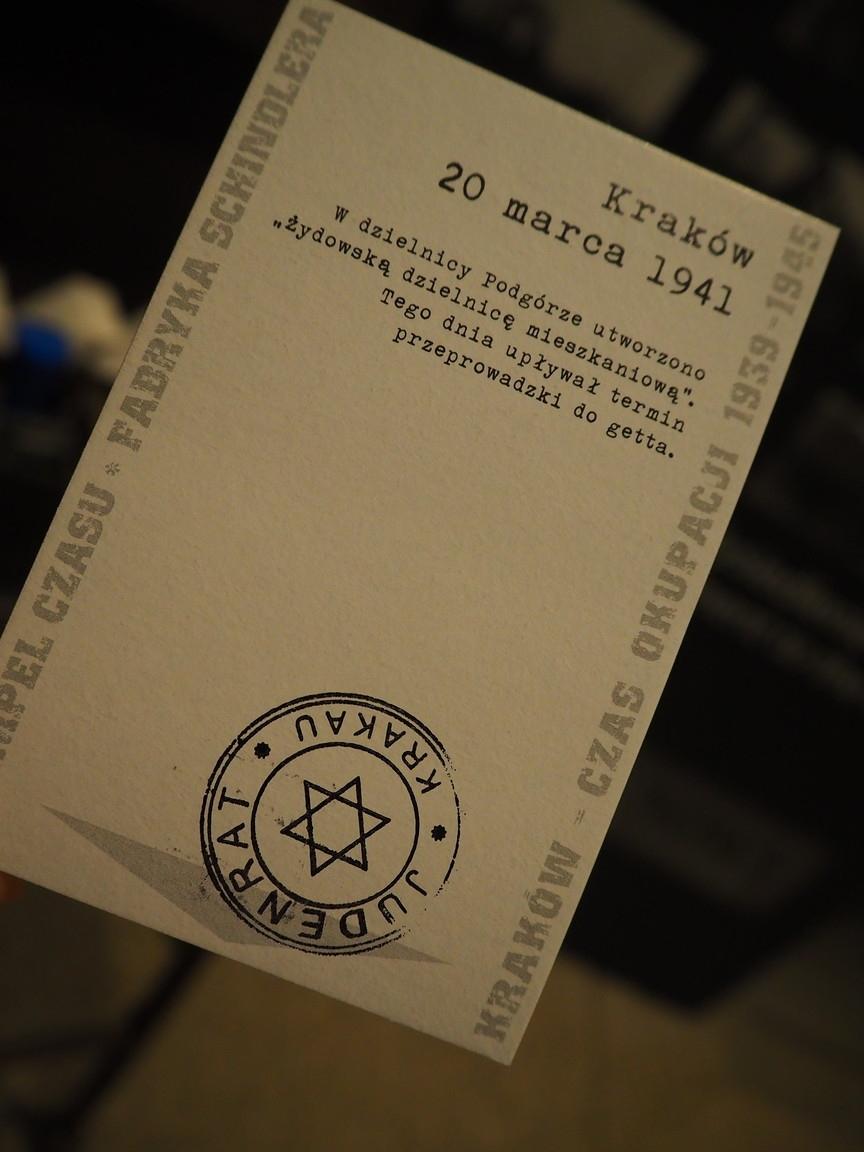 Kraków
20 marca 1941
W dzielnicy Podgórze utworzono
„Żydowską dzielnicę mieszkaniową".
Tego dnia upływał termin
przeprowadzki do getta.
CZASU * FABRYKA SCHINDLERA
KRAKÓW - CZAS OKUPACJI 1939-1945
JUDENRAT
KRAKAU